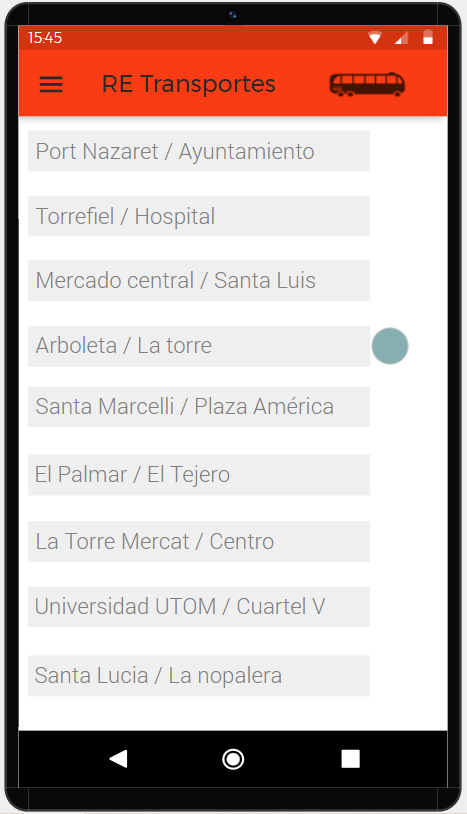 15:45
RE Transportes
Port Nazaret / Ayuntamiento
Torrefiel / Hospital
Mercado central / Santa Luis
Arboleta / La torre
Santa Marcelli / Plaza América
El Palmar / El Tejero
La Torre Mercat / Centro
Universidad UTOM / Cuartel V
Santa Lucia / La nopalera